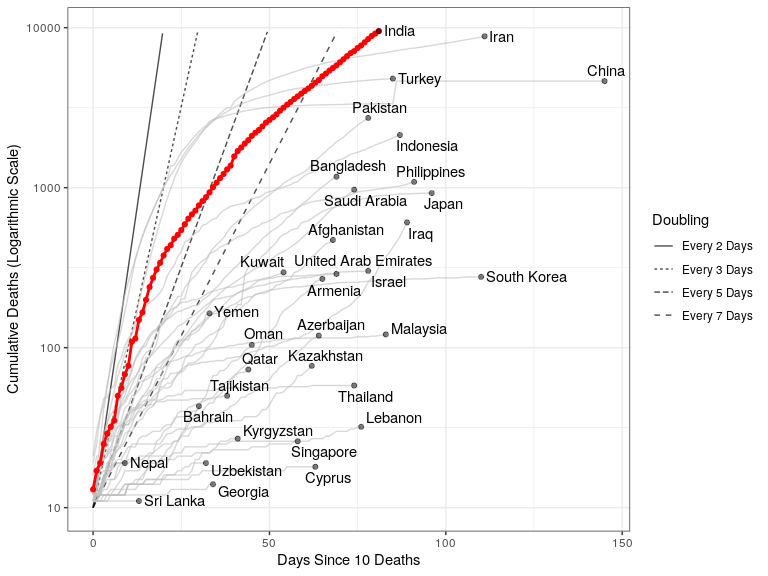 10000
1000
100
10
0
50
100
150
Days Since 10 Deaths
Cumulative Deaths (Logarithmic Scale)
India
Iran
China
Turkey
Pakistan
Indonesia
Bangladesh
Philippines
Saudi Arabia
Japan
Afghanistan
Iraq
Kuwait
United Arab Emirates
Israel
South Korea
Armenia
Yemen
Azerbaijan
Oman
Malaysia
Qatar
Kazakhstan
Tajikistan
Thailand
Bahrain
Lebanon
Kyrgyzstan
Singapore
Nepal
Uzbekistan
Cyprus
Georgia
Sri Lanka
Doubling
Every 2 Days
Every 3 Days
Every 5 Days
Every 7 Days